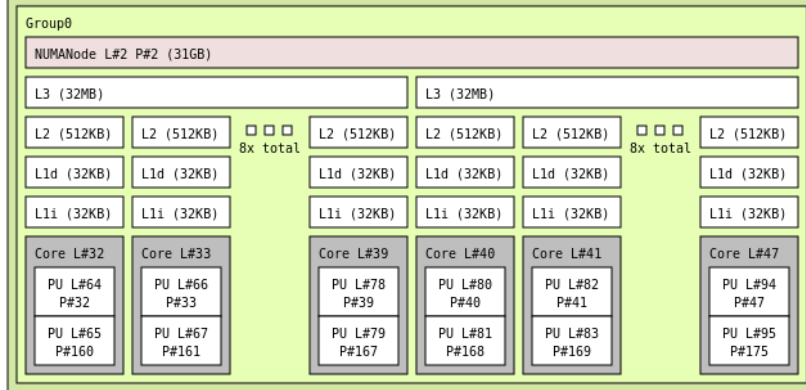 Group0
NUMANode L#2 P#2 (31GB)
L3 (32MB) L3 (32MB)
L2 (512KB) L2 (512KB) L2 (512KB) L2 (512KB) L2 (512KB) L2 (512KB)
8x total 8x total
L1d (32KB) L1d (32KB) L1d (32KB) L1d (32KB) L1d (32KB) L1d (32KB)
L1i (32KB) L1i (32KB) L1i (32KB) L1i (32KB) L1i (32KB) L1i (32KB)
Core L#32 Core L#33 Core L#39 Core L#40 Core L#41 Core L#47
PU L#64 PU L#66 PU L#78 PU L#80 PU L#82 PU L#94
P#32 P#33 P#39 P#40 P#41 P#47
PU L#65 PU L#67 PU L#79 PU L#81 PU L#83 PU L#95
P#160 P#161 P#167 P#168 P#169 P#175